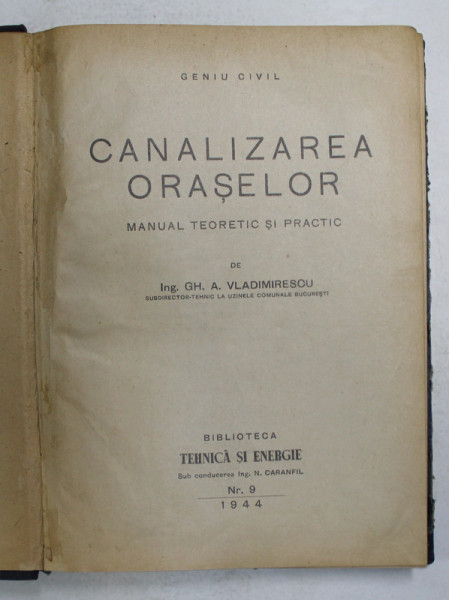 GENIU CIVIL
CANALIZAREA
ORAȘELOR
MANUAL TEORETIC ȘI PRACTIC
DE
Ing. GH. A. VLADIMIRESCU
SUBDIRECTOR-TEHNIC LA UZINELE COMUNALE BUCUREȘTI
BIBLIOTECA
TEHNICĂ ȘI ENERGIE
Sub conducerea Ing. N. CARANFIL
Nr. 9
1944